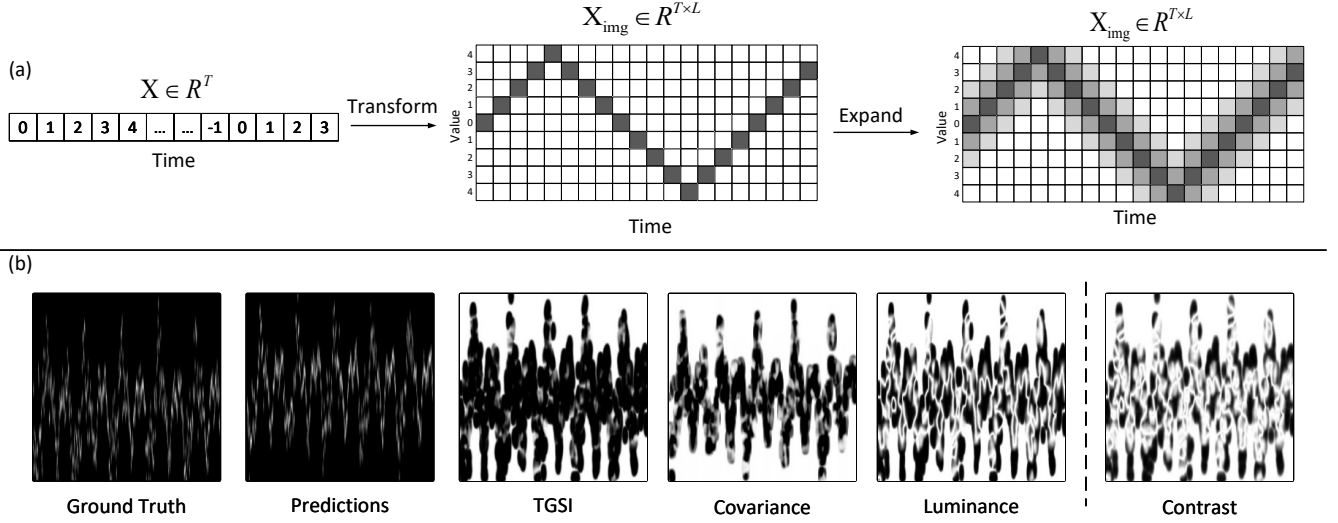 (a)
X ∈ R^T
0 1 2 3 4 ... ... -1 0 1 2 3
Time
Transform
X_img ∈ R^{T×L}
Value
4
3
2
1
0
1
2
3
4
Time
Expand
X_img ∈ R^{T×L}
Value
4
3
2
1
0
1
2
3
4
Time
(b)
Ground Truth
Predictions
TGSI
Covariance
Luminance
Contrast